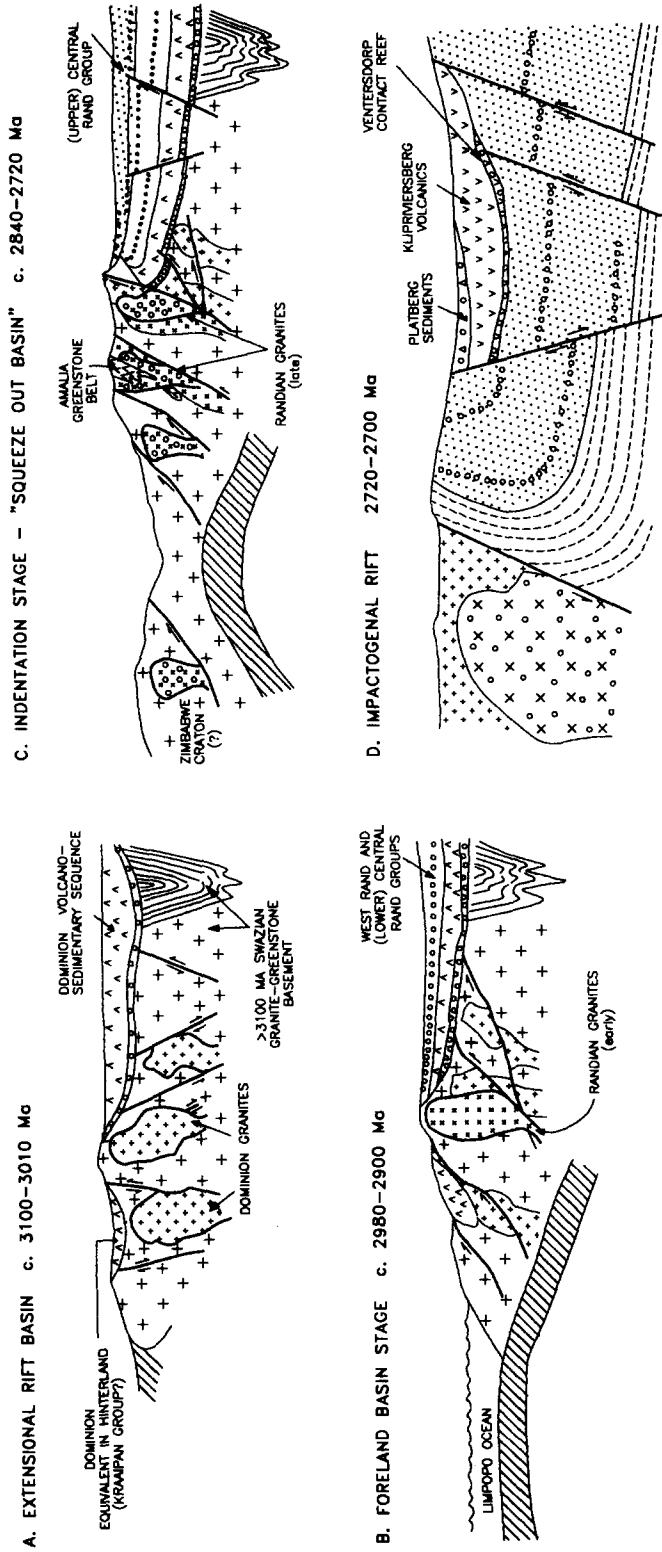 A. EXTENSIONAL RIFT BASIN c. 3100-3010 Ma
DOMINION
EQUIVALENT IN HINTERLAND
(KRAAIPAN GROUP?)
DOMINION VOLCANO-
SEDIMENTARY SEQUENCE
DOMINION GRANITES
>3100 MA SWAZIAN
GRANITE-GREENSTONE
BASEMENT
B. FORELAND BASIN STAGE c. 2980-2900 Ma
LIMPOPO OCEAN
WEST RAND AND
(LOWER) CENTRAL
RAND GROUPS
RANDIAN GRANITES
(early)
C. INDENTATION STAGE - "SQUEEZE OUT BASIN" c. 2840-2720 Ma
ZIMBABWE
CRATON
(?)
AMALIA
GREENSTONE
BELT
(UPPER) CENTRAL
RAND GROUP
RANDIAN GRANITES
(late)
D. IMPACTOGENAL RIFT 2720-2700 Ma
PLATBERG
SEDIMENTS
KLIPRIVIERSBERG
VOLCANICS
VENTERSDORP
CONTACT REEF